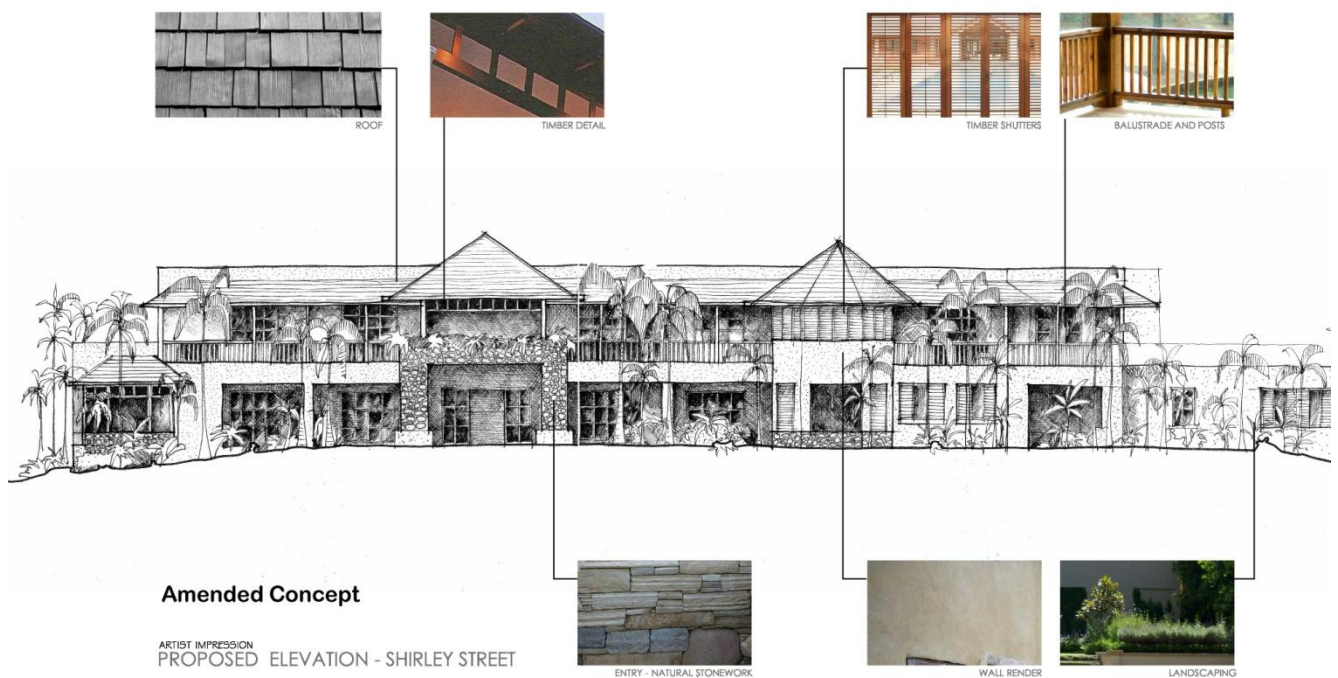 ROOF
TIMBER DETAIL
TIMBER SHUTTERS
BALUSTRADE AND POSTS
Amended Concept
ARTIST IMPRESSION
PROPOSED ELEVATION - SHIRLEY STREET
ENTRY - NATURAL STONEWORK
WALL RENDER
LANDSCAPING